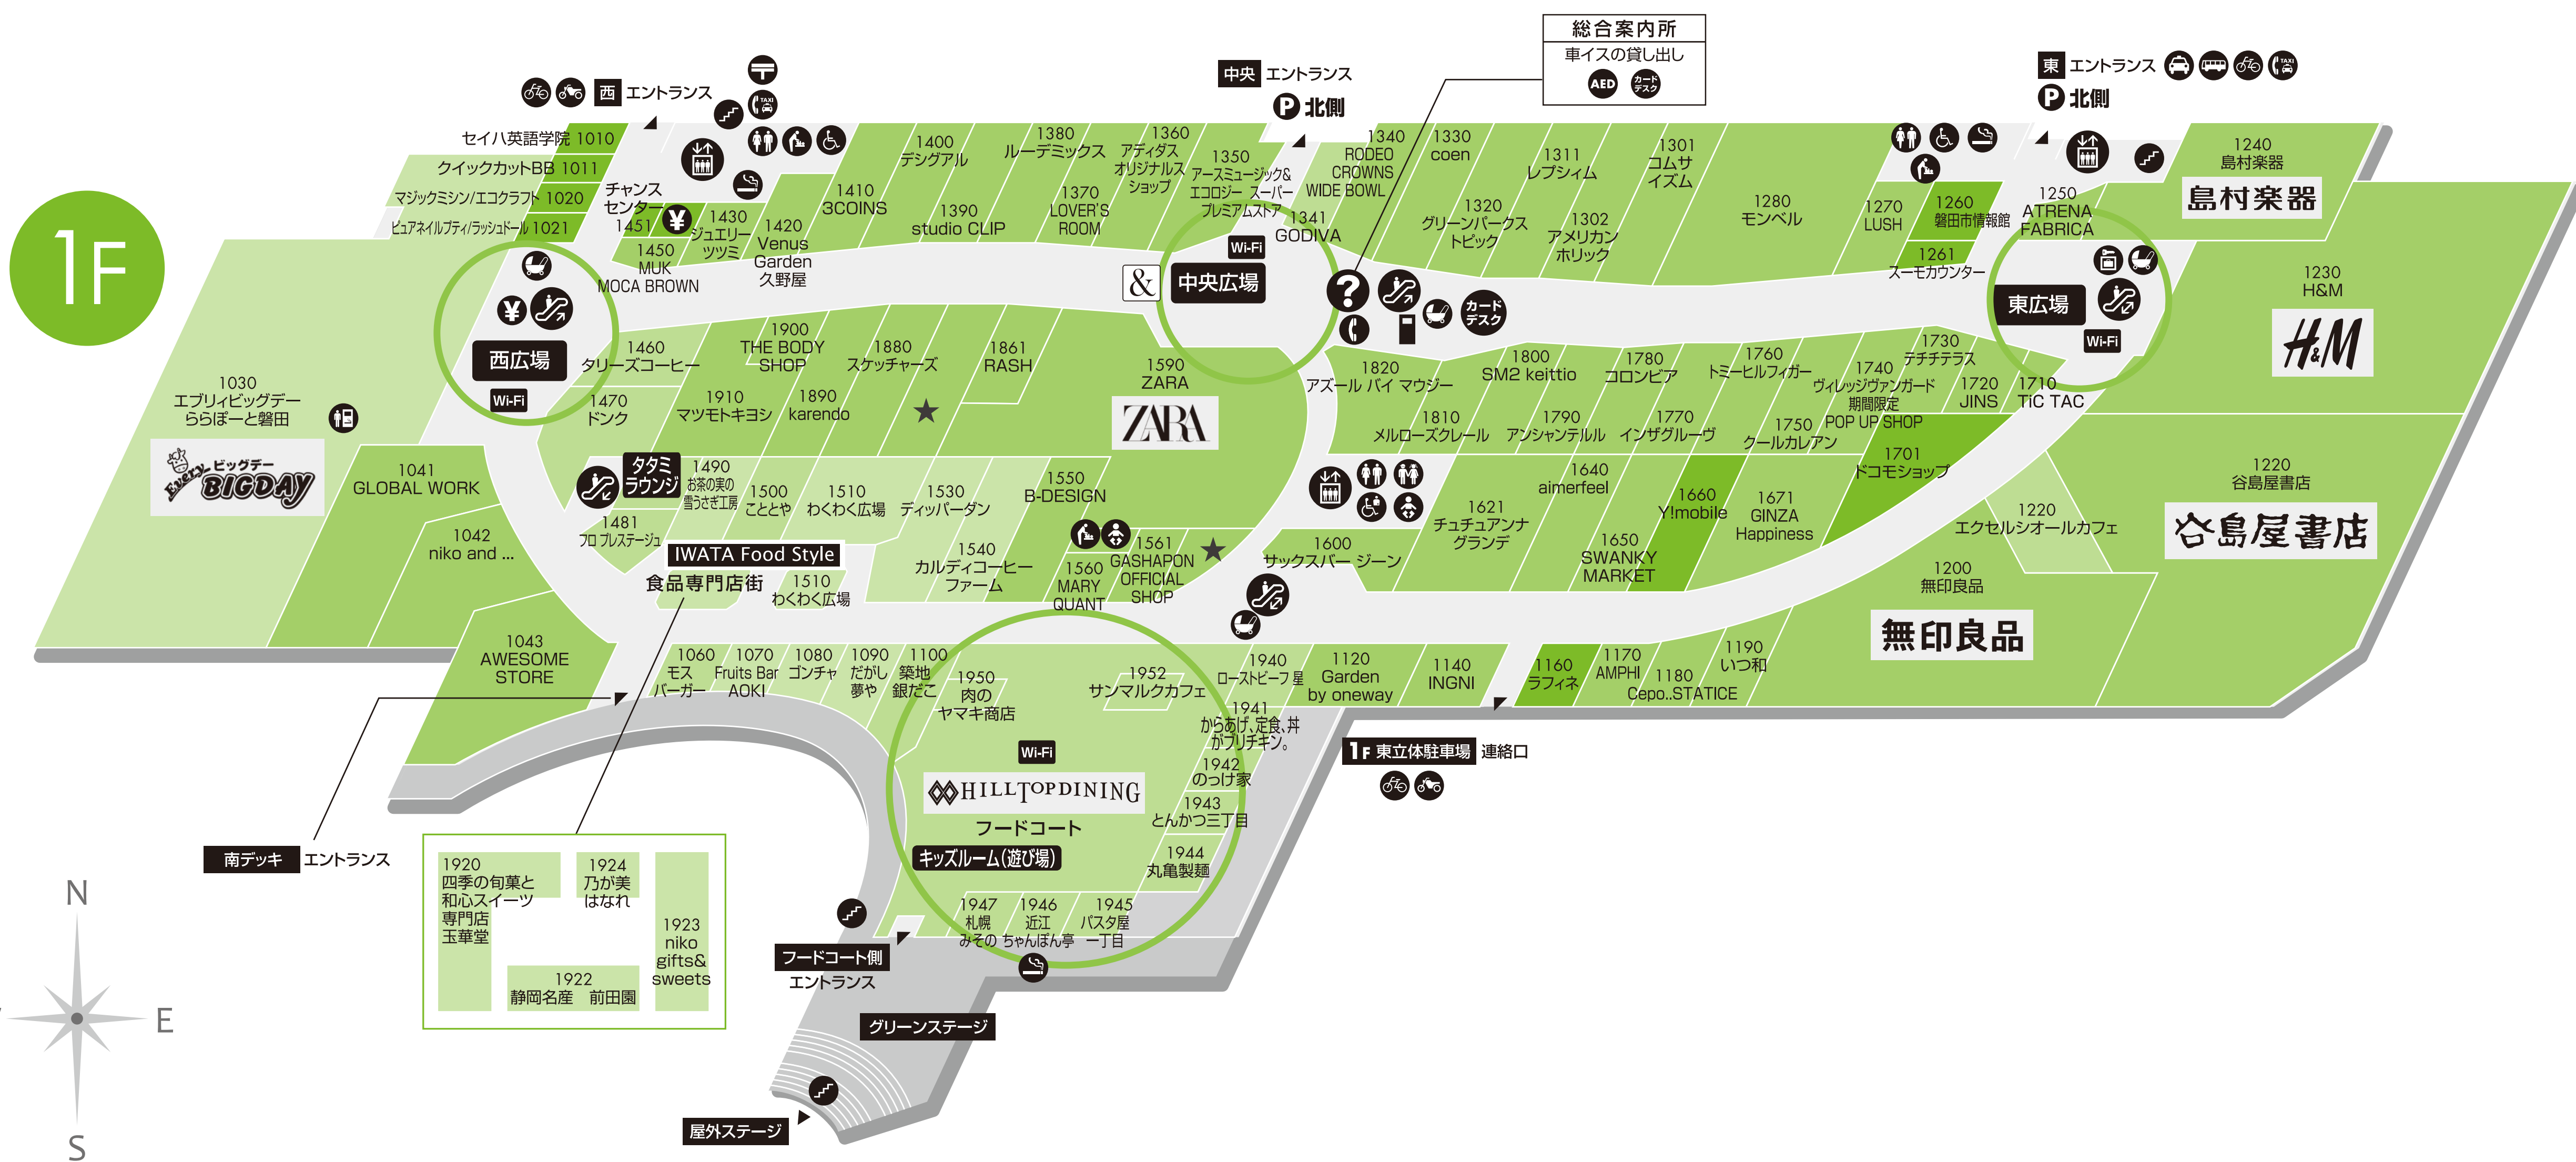 1F
総合案内所
車イスの貸し出し
AED
カード
デスク
西 エントランス
TAXI
中央 エントランス
P 北側
東 エントランス
TAXI
P 北側
セイハ英語学院 1010
クイックカットBB 1011
マジックミシン/エコクラフト 1020
ピュアネイルプティ/ラッシュドール 1021
チャンス
センター
1451
¥
1430
ジュエリー
ツツミ
1450
MUK
MOCA BROWN
1420
Venus
Garden
久野屋
1410
3COINS
1400
デシグアル
1390
studio CLIP
1380
ルーデミックス
1370
LOVER'S
ROOM
1360
アディダス
オリジナルス
ショップ
1350
アースミュージック&
エコロジー スーパー
プレミアムストア
1340
RODEO
CROWNS
WIDE BOWL
1341
GODIVA
1330
coen
1320
グリーンパークス
トピック
1311
レプシィム
1302
アメリカン
ホリック
1301
コムサ
イズム
1280
モンベル
1270
LUSH
1260
磐田市情報館
1261
スーモカウンター
1250
ATRENA
FABRICA
1240
島村楽器
島村楽器
1230
H&M
H&M
西広場
Wi-Fi
¥
&
Wi-Fi
中央広場
?
カード
デスク
東広場
Wi-Fi
1030
エブリィビッグデー
ららぽーと磐田
Every ビッグデー
BIGDAY
1041
GLOBAL WORK
1042
niko and ...
1043
AWESOME
STORE
1460
タリーズコーヒー
1470
ドンク
1900
THE BODY
SHOP
1910
マツモトキヨシ
1890
karendo
1880
スケッチャーズ
★
1861
RASH
1590
ZARA
ZARA
タタミ
ラウンジ
1481
プロ プレステージュ
1490
お茶の実の
雪うさぎ工房
1500
こととや
1510
わくわく広場
1530
ディッパーダン
1540
カルディコーヒー
ファーム
1550
B-DESIGN
1560
MARY
QUANT
1561
GASHAPON
OFFICIAL
SHOP
★
IWATA Food Style
食品専門店街
1510
わくわく広場
1820
アズール バイ マウジー
1810
メルローズクレール
1800
SM2 keittio
1790
アンシャンテルル
1780
コロンビア
1770
インザグルーヴ
1760
トミーヒルフィガー
1750
クールカレアン
1740
ヴィレッジヴァンガード
期間限定
POP UP SHOP
1730
テチチテラス
1720
JINS
1710
TiC TAC
1701
ドコモショップ
1600
サックスバー ジーン
1621
チュチュアンナ
グランデ
1640
aimerfeel
1650
SWANKY
MARKET
1660
Y!mobile
1671
GINZA
Happiness
1220
谷島屋書店
谷島屋書店
1220
エクセルシオールカフェ
1200
無印良品
無印良品
1060
モス
バーガー
1070
Fruits Bar
AOKI
1080
ゴンチャ
1090
だがし
夢や
1100
築地
銀だこ
1950
肉の
ヤマキ商店
1952
サンマルクカフェ
1940
ローストビーフ 星
1941
からあげ、定食、丼
がブリチキン。
1942
のっけ家
1943
とんかつ三丁目
1944
丸亀製麺
1945
パスタ屋
一丁目
1946
近江
ちゃんぽん亭
1947
札幌
みその
Wi-Fi
HILLTOPDINING
フードコート
キッズルーム(遊び場)
1120
Garden
by oneway
1140
INGNI
1160
ラフィネ
1170
AMPHI
1180
Cepo..STATICE
1190
いつ和
1F 東立体駐車場 連絡口
南デッキ エントランス
1920
四季の旬菓と
和心スイーツ
専門店
玉華堂
1924
乃が美
はなれ
1923
niko
gifts&
sweets
1922
静岡名産 前田園
フードコート側
エントランス
グリーンステージ
屋外ステージ
N
E
S